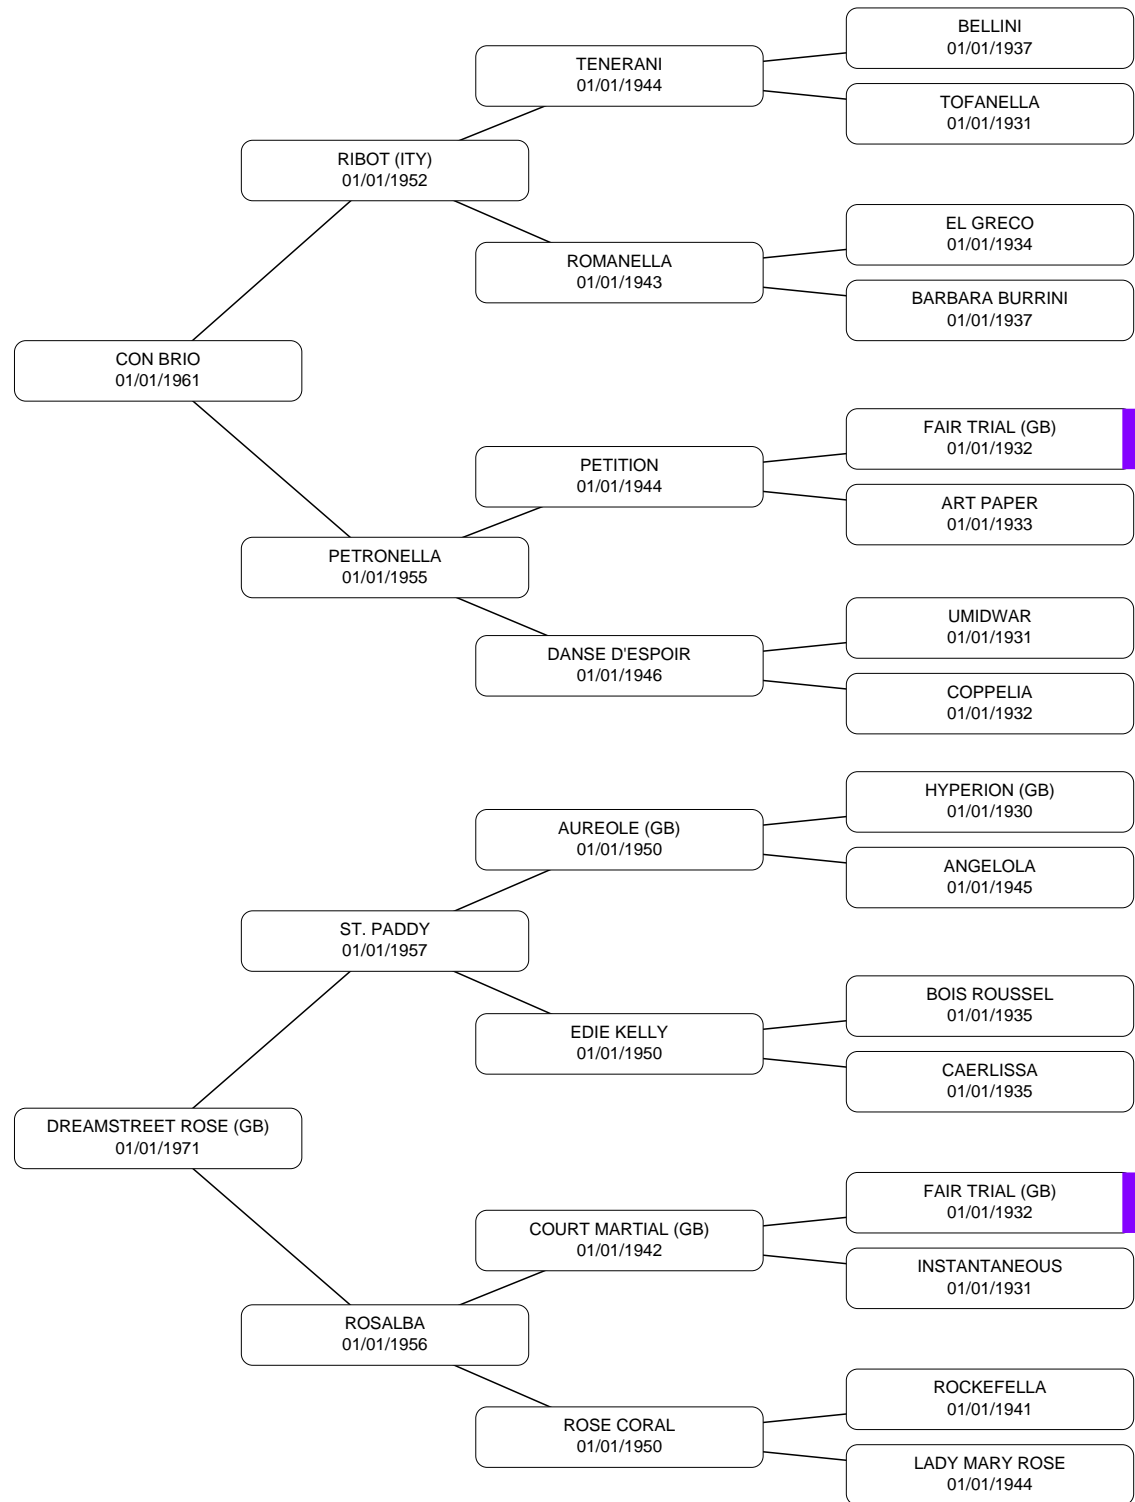 BELLINI
01/01/1937
TENERANI
01/01/1944
TOFANELLA
01/01/1931
RIBOT (ITY)
01/01/1952
EL GRECO
01/01/1934
ROMANELLA
01/01/1943
BARBARA BURRINI
01/01/1937
CON BRIO
01/01/1961
FAIR TRIAL (GB)
01/01/1932
PETITION
01/01/1944
ART PAPER
01/01/1933
PETRONELLA
01/01/1955
UMIDWAR
01/01/1931
DANSE D'ESPOIR
01/01/1946
COPPELIA
01/01/1932
HYPERION (GB)
01/01/1930
AUREOLE (GB)
01/01/1950
ANGELOLA
01/01/1945
ST. PADDY
01/01/1957
BOIS ROUSSEL
01/01/1935
EDIE KELLY
01/01/1950
CAERLISSA
01/01/1935
DREAMSTREET ROSE (GB)
01/01/1971
FAIR TRIAL (GB)
01/01/1932
COURT MARTIAL (GB)
01/01/1942
INSTANTANEOUS
01/01/1931
ROSALBA
01/01/1956
ROCKEFELLA
01/01/1941
ROSE CORAL
01/01/1950
LADY MARY ROSE
01/01/1944